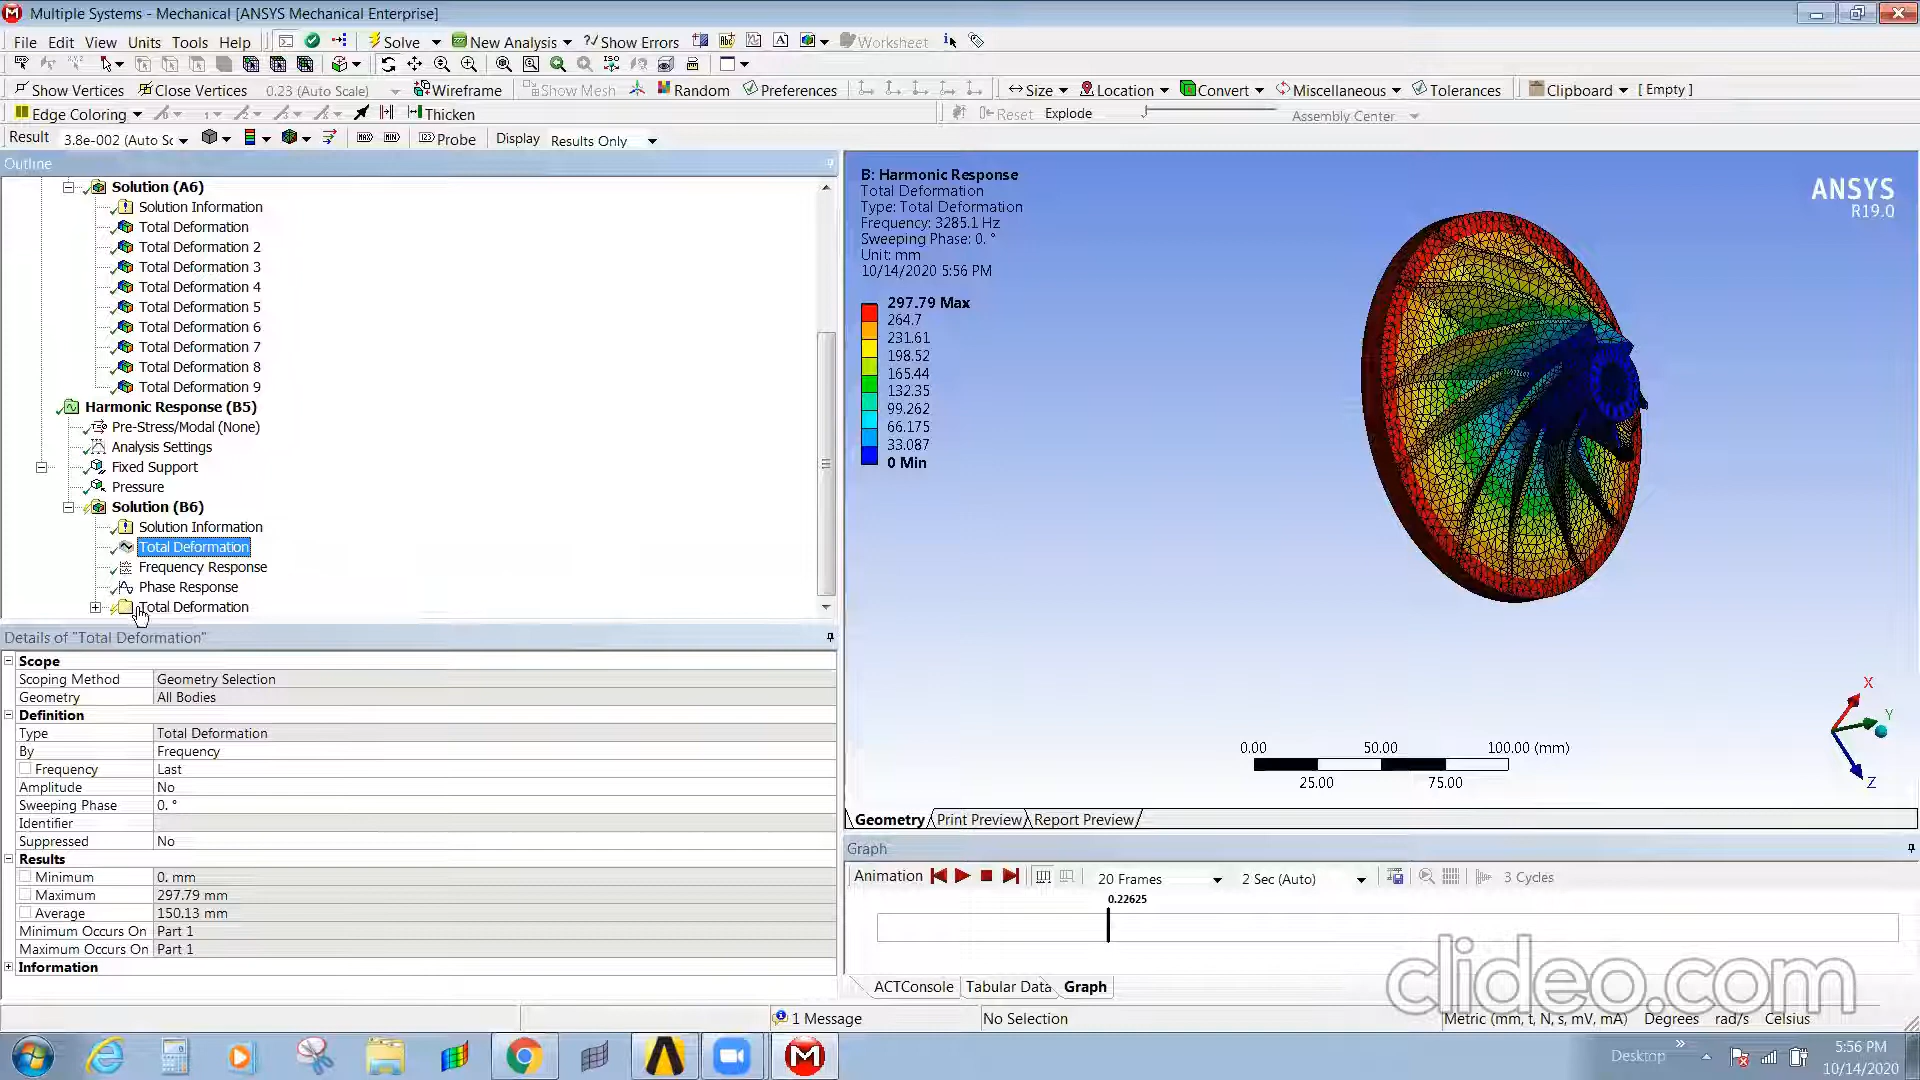 Multiple Systems - Mechanical [ANSYS Mechanical Enterprise]
File Edit View Units Tools Help Solve New Analysis ?/Show Errors Worksheet
Show Vertices Close Vertices 0.23 (Auto Scale) Wireframe Show Mesh Random Preferences Size Location Convert Miscellaneous Tolerances Clipboard [ Empty ]
Edge Coloring Thicken Reset Explode Assembly Center
Result 3.8e-002 (Auto Sc Probe Display Results Only
Outline
Solution (A6)
Solution Information
Total Deformation
Total Deformation 2
Total Deformation 3
Total Deformation 4
Total Deformation 5
Total Deformation 6
Total Deformation 7
Total Deformation 8
Total Deformation 9
Harmonic Response (B5)
Pre-Stress/Modal (None)
Analysis Settings
Fixed Support
Pressure
Solution (B6)
Solution Information
Total Deformation
Frequency Response
Phase Response
Total Deformation
Details of "Total Deformation"
Scope
Scoping Method Geometry Selection
Geometry All Bodies
Definition
Type Total Deformation
By Frequency
Frequency Last
Amplitude No
Sweeping Phase 0. °
Identifier
Suppressed No
Results
Minimum 0. mm
Maximum 297.79 mm
Average 150.13 mm
Minimum Occurs On Part 1
Maximum Occurs On Part 1
Information
B: Harmonic Response
Total Deformation
Type: Total Deformation
Frequency: 3285.1 Hz
Sweeping Phase: 0. °
Unit: mm
10/14/2020 5:56 PM
297.79 Max
264.7
231.61
198.52
165.44
132.35
99.262
66.175
33.087
0 Min
ANSYS
R19.0
X
Y
Z
0.00 50.00 100.00 (mm)
25.00 75.00
Geometry Print Preview Report Preview
Graph
Animation 20 Frames 2 Sec (Auto) 3 Cycles
0.22625
ACTConsole Tabular Data Graph
clideo.com
1 Message No Selection Metric (mm, t, N, s, mV, mA) Degrees rad/s Celsius
Desktop
5:56 PM
10/14/2020